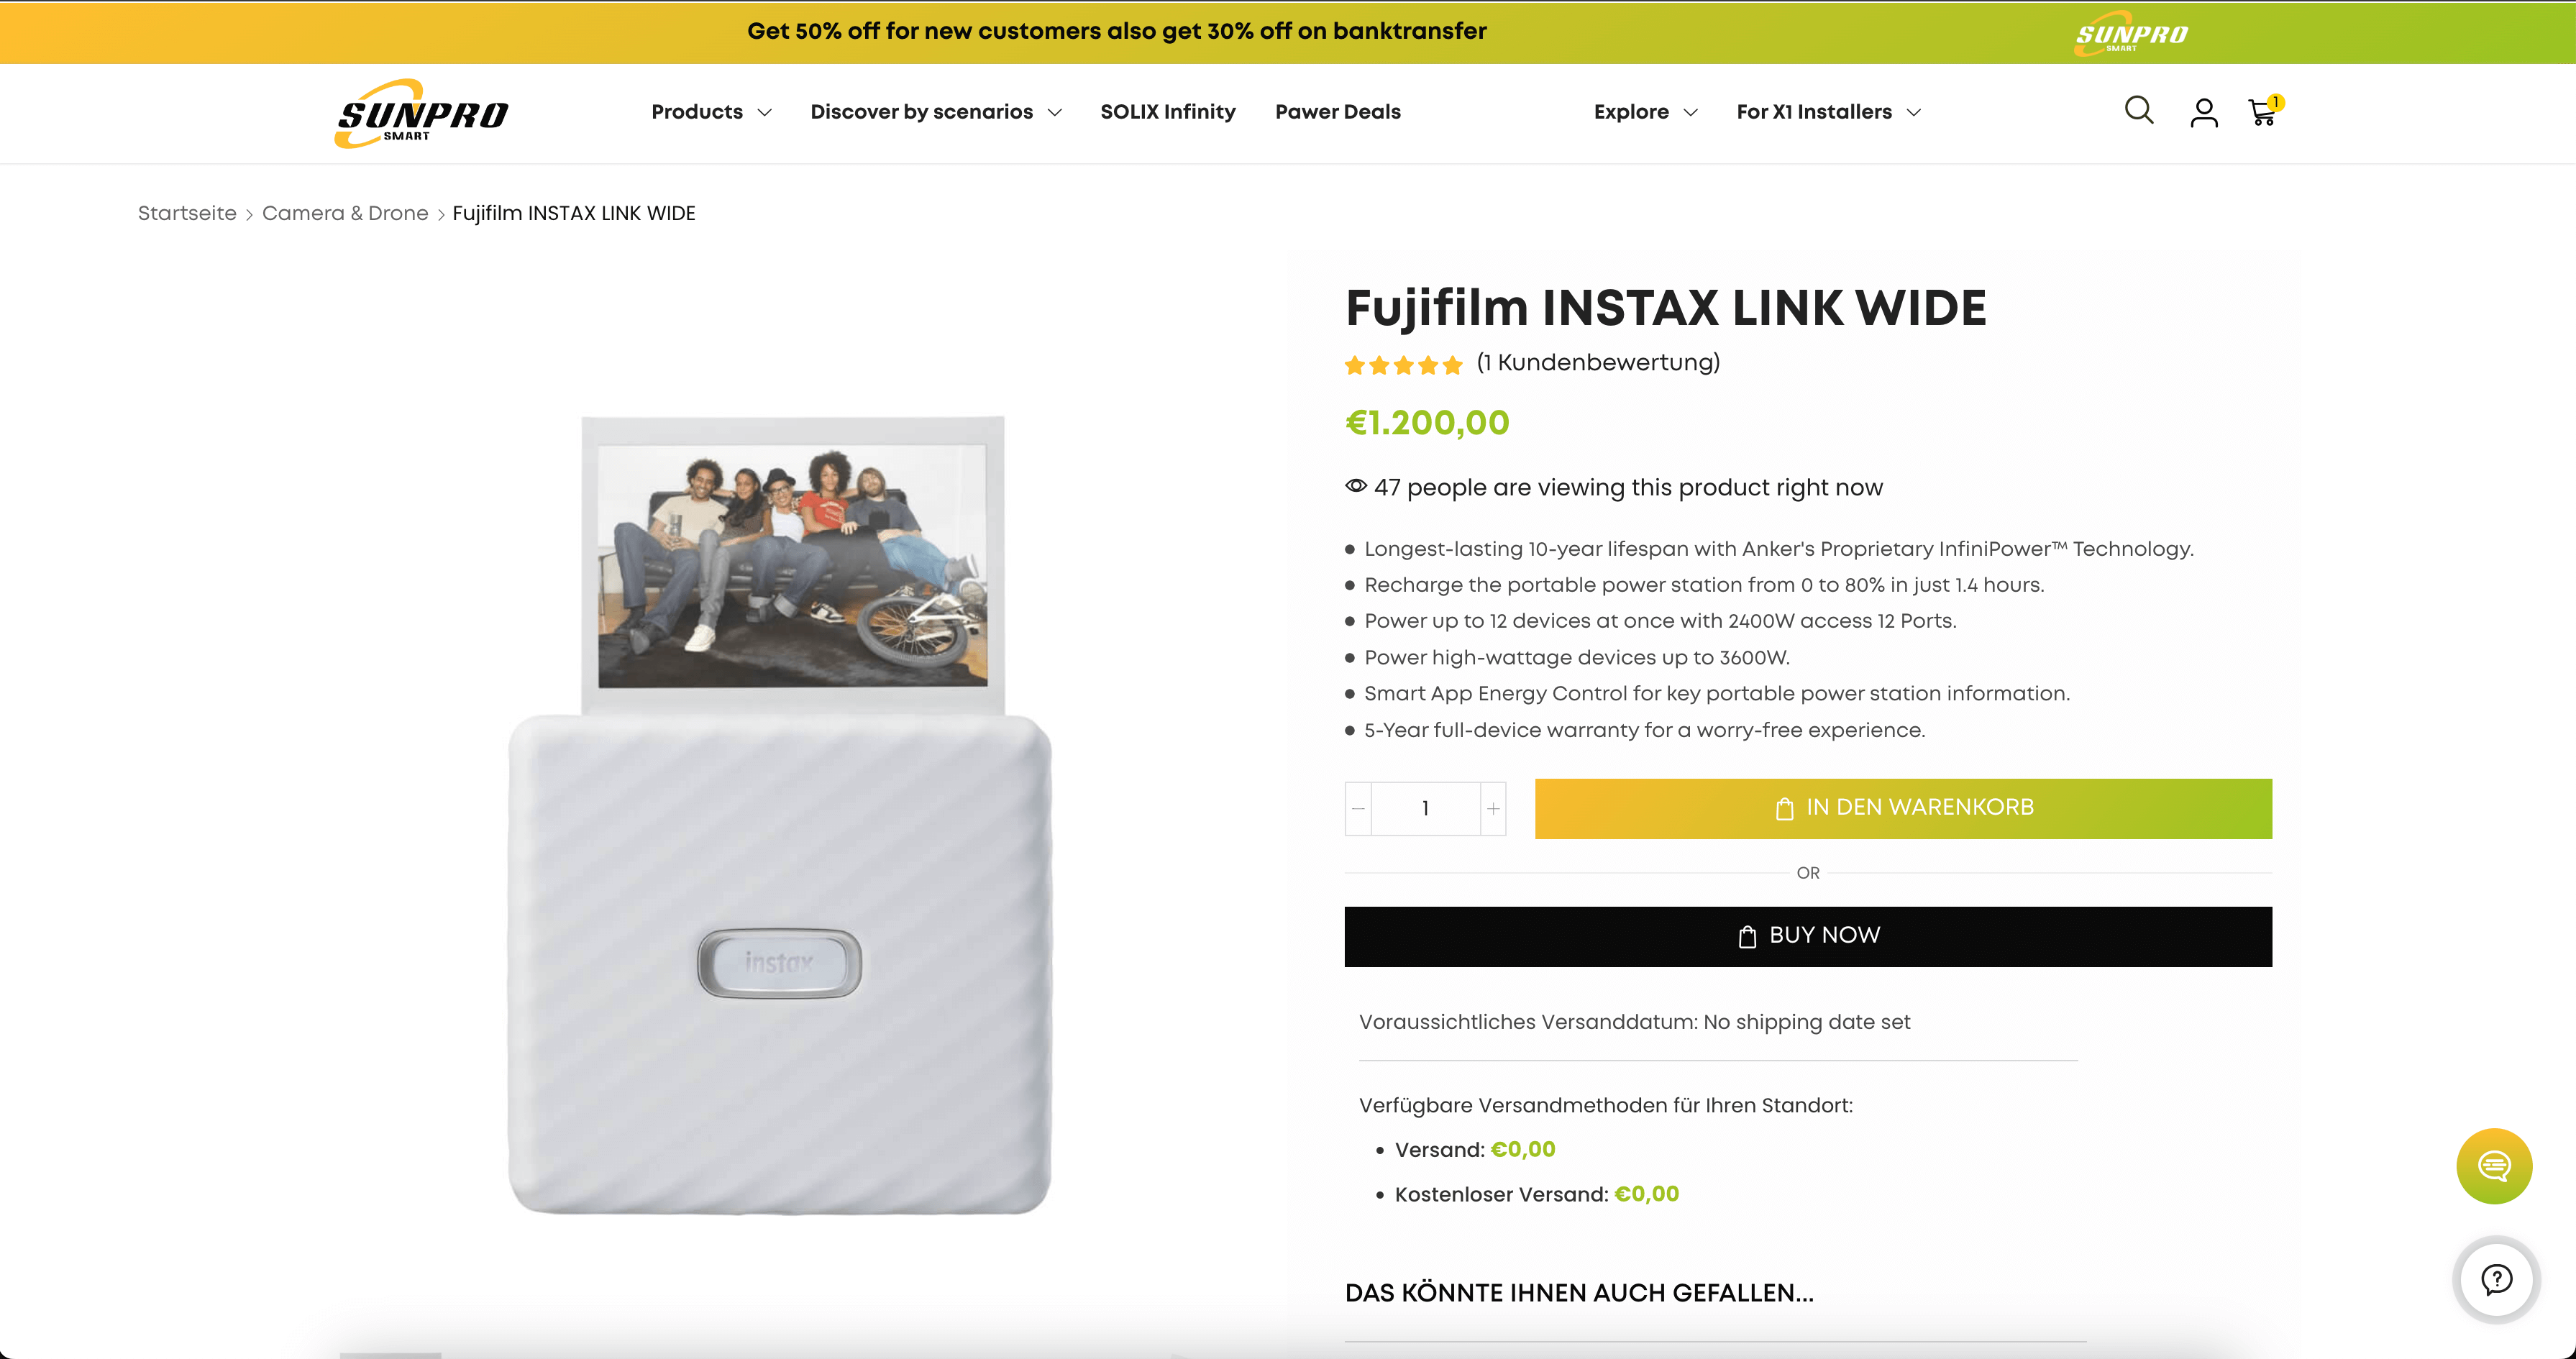 Get 50% off for new customers also get 30% off on banktransfer
SUNPRO
SMART
SUNPRO
SMART
Products
Discover by scenarios
SOLIX Infinity
Pawer Deals
Explore
For X1 Installers
1
Startseite > Camera & Drone > Fujifilm INSTAX LINK WIDE
Fujifilm INSTAX LINK WIDE
(1 Kundenbewertung)
€1.200,00
47 people are viewing this product right now
● Longest-lasting 10-year lifespan with Anker's Proprietary InfiniPower™ Technology.
● Recharge the portable power station from 0 to 80% in just 1.4 hours.
● Power up to 12 devices at once with 2400W access 12 Ports.
● Power high-wattage devices up to 3600W.
● Smart App Energy Control for key portable power station information.
● 5-Year full-device warranty for a worry-free experience.
− 1 +
IN DEN WARENKORB
OR
BUY NOW
instax
Voraussichtliches Versanddatum: No shipping date set
Verfügbare Versandmethoden für Ihren Standort:
• Versand: €0,00
• Kostenloser Versand: €0,00
DAS KÖNNTE IHNEN AUCH GEFALLEN...
?